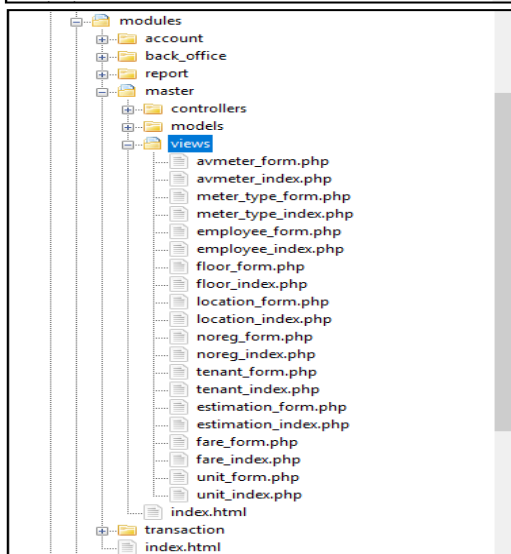 modules
account
back_office
report
master
controllers
models
views
avmeter_form.php
avmeter_index.php
meter_type_form.php
meter_type_index.php
employee_form.php
employee_index.php
floor_form.php
floor_index.php
location_form.php
location_index.php
noreg_form.php
noreg_index.php
tenant_form.php
tenant_index.php
estimation_form.php
estimation_index.php
fare_form.php
fare_index.php
unit_form.php
unit_index.php
index.html
transaction
index.html